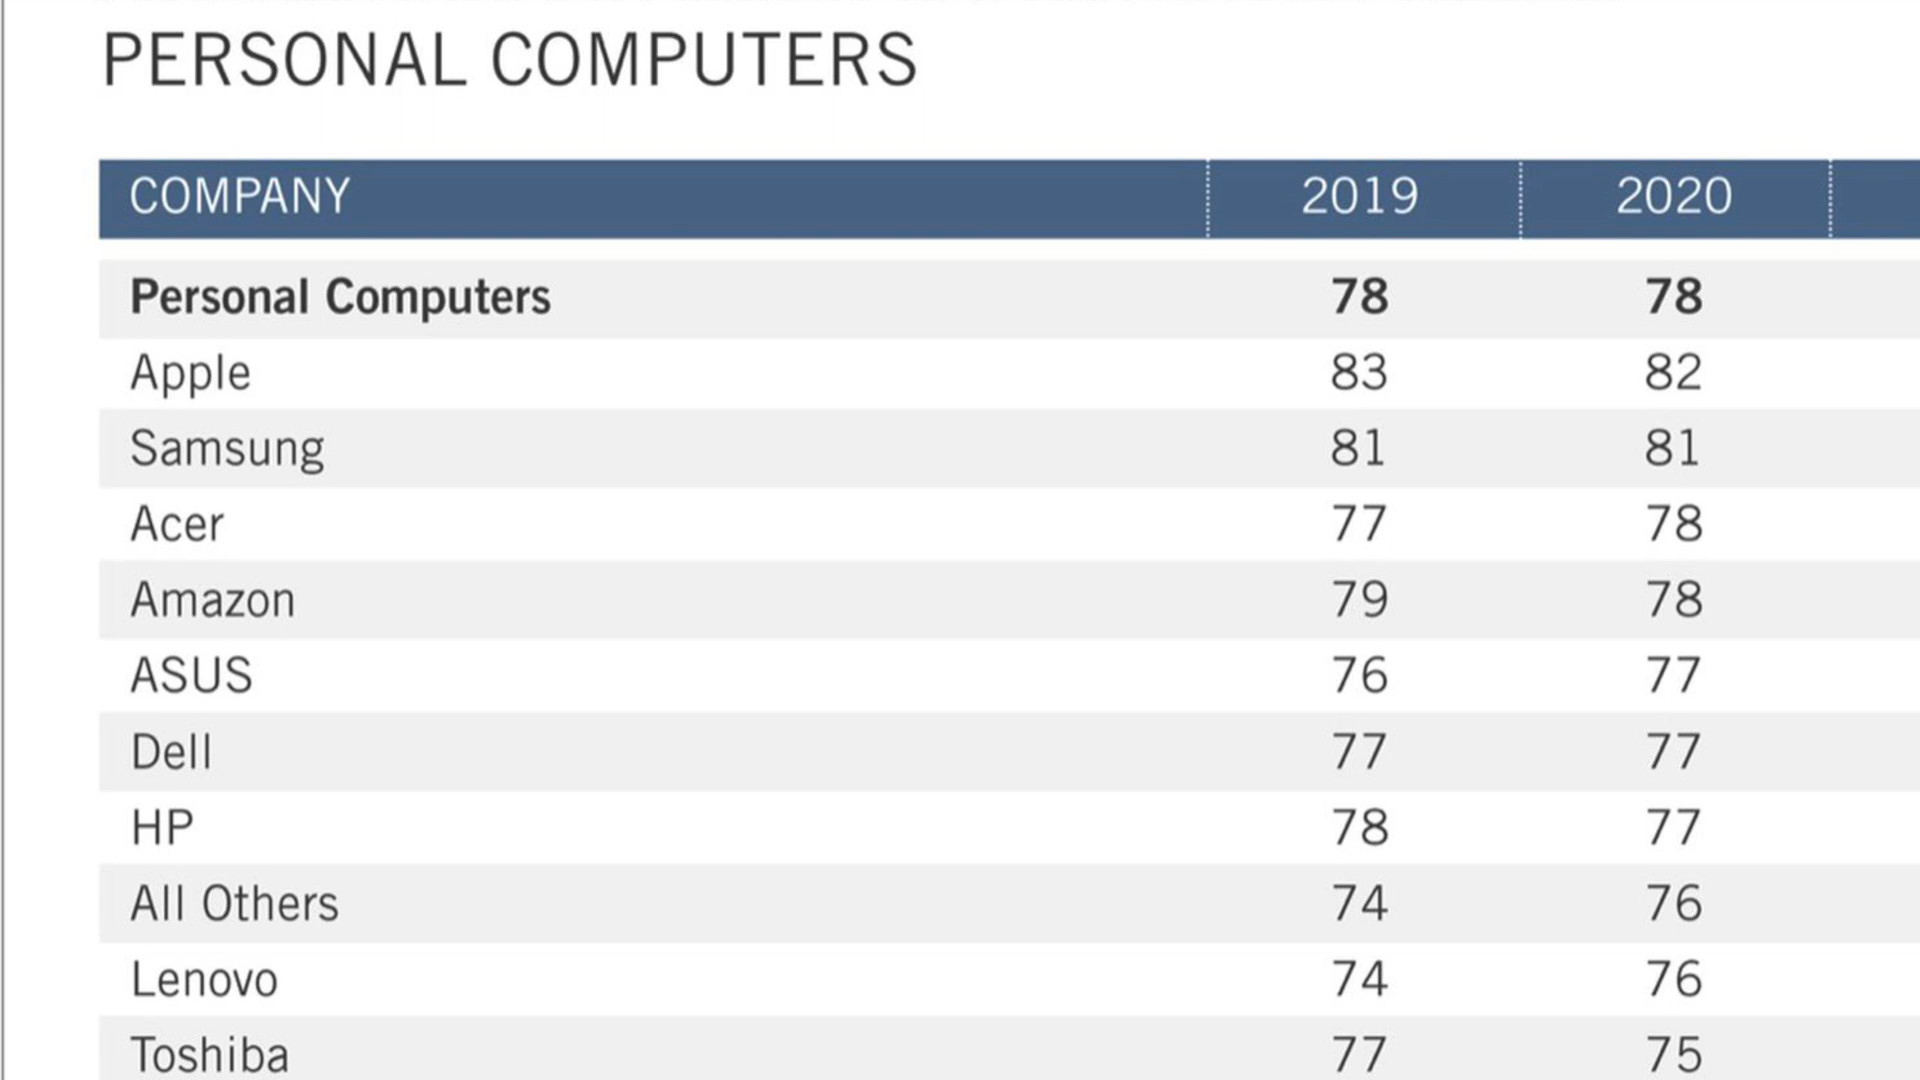 PERSONAL COMPUTERS
COMPANY 2019 2020
Personal Computers 78 78
Apple 83 82
Samsung 81 81
Acer 77 78
Amazon 79 78
ASUS 76 77
Dell 77 77
HP 78 77
All Others 74 76
Lenovo 74 76
Toshiba 77 75